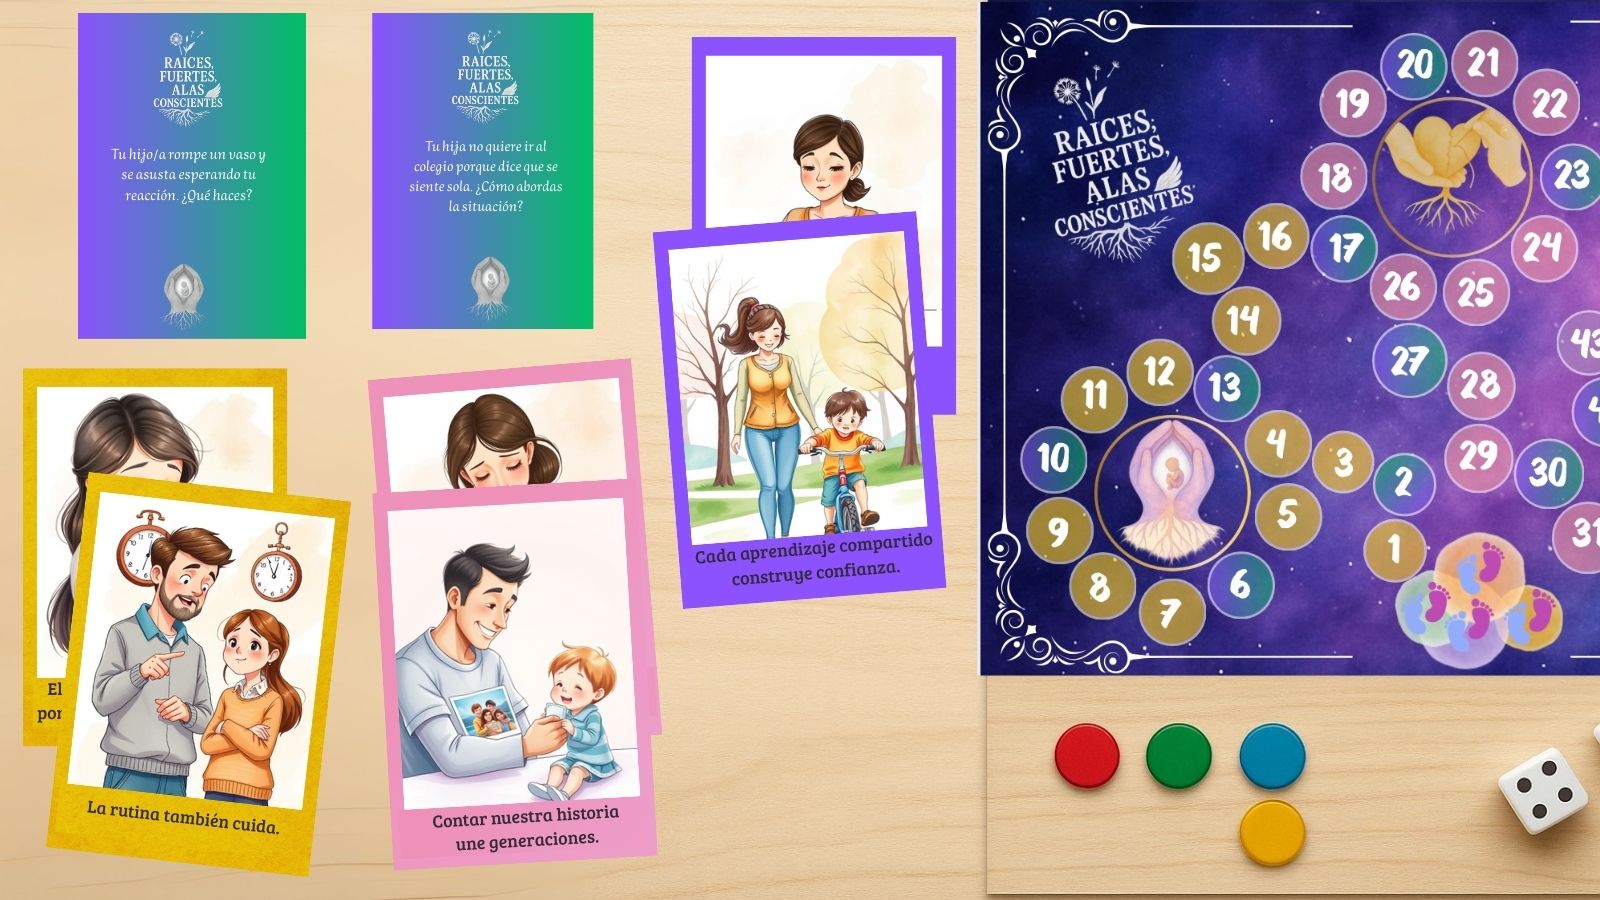 RAICES,
FUERTES,
ALAS
CONSCIENTES
Tu hijo/a rompe un vaso y
se asusta esperando tu
reacción. ¿Qué haces?
RAICES,
FUERTES,
ALAS
CONSCIENTES
Tu hija no quiere ir al
colegio porque dice que se
siente sola. ¿Cómo abordas
la situación?
Cada aprendizaje compartido
construye confianza.
El
por
La rutina también cuida.
Contar nuestra historia
une generaciones.
RAICES,
FUERTES,
ALAS
CONSCIENTES
20 21
19 22
18 23
15 16 17 24
26 25
14
43
12 13 27 28
11
10 4 3 2 29 30
9 5 1 31
8 7 6